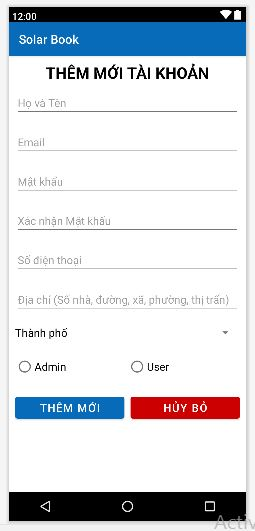 12:00
Solar Book
THÊM MỚI TÀI KHOẢN
Họ và Tên
Email
Mật khẩu
Xác nhận Mật khẩu
Số điện thoại
Địa chỉ (Số nhà, đường, xã, phường, thị trấn)
Thành phố
Admin User
THÊM MỚI HỦY BỎ